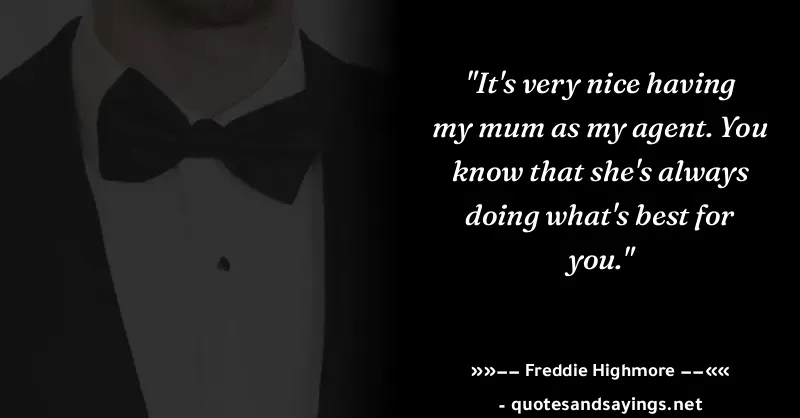 "It's very nice having
my mum as my agent. You
know that she's always
doing what's best for
you."
»»–– Freddie Highmore ––««
- quotesandsayings.net